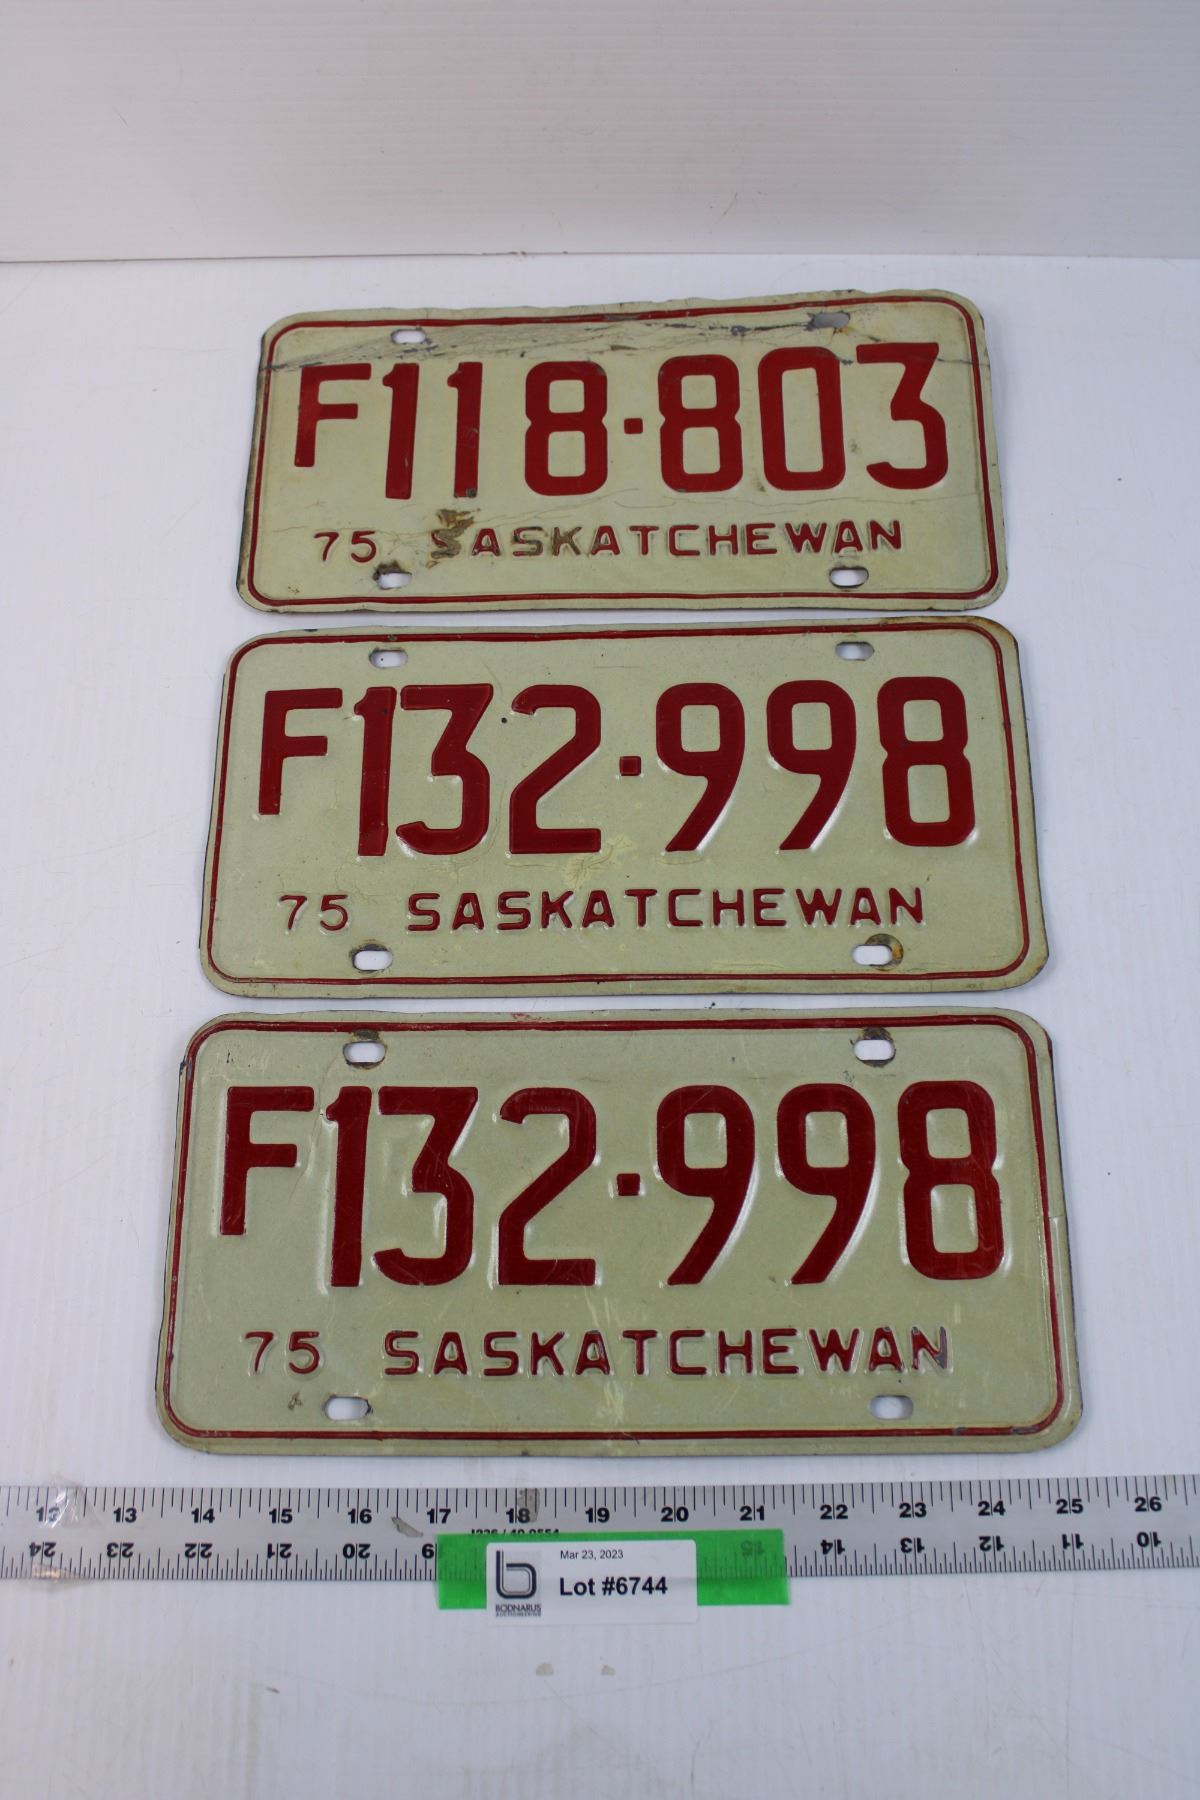 F118-803
75 SASKATCHEWAN
F132-998
75 SASKATCHEWAN
F132-998
75 SASKATCHEWAN
13 14 15 16 17 18 19 20 21 22 23 24 25 26
24 23 22 21 20 15 14 13 12 11 10
Mar 23, 2023
Lot #6744
b
BODNARUS
AUCTIONEERING